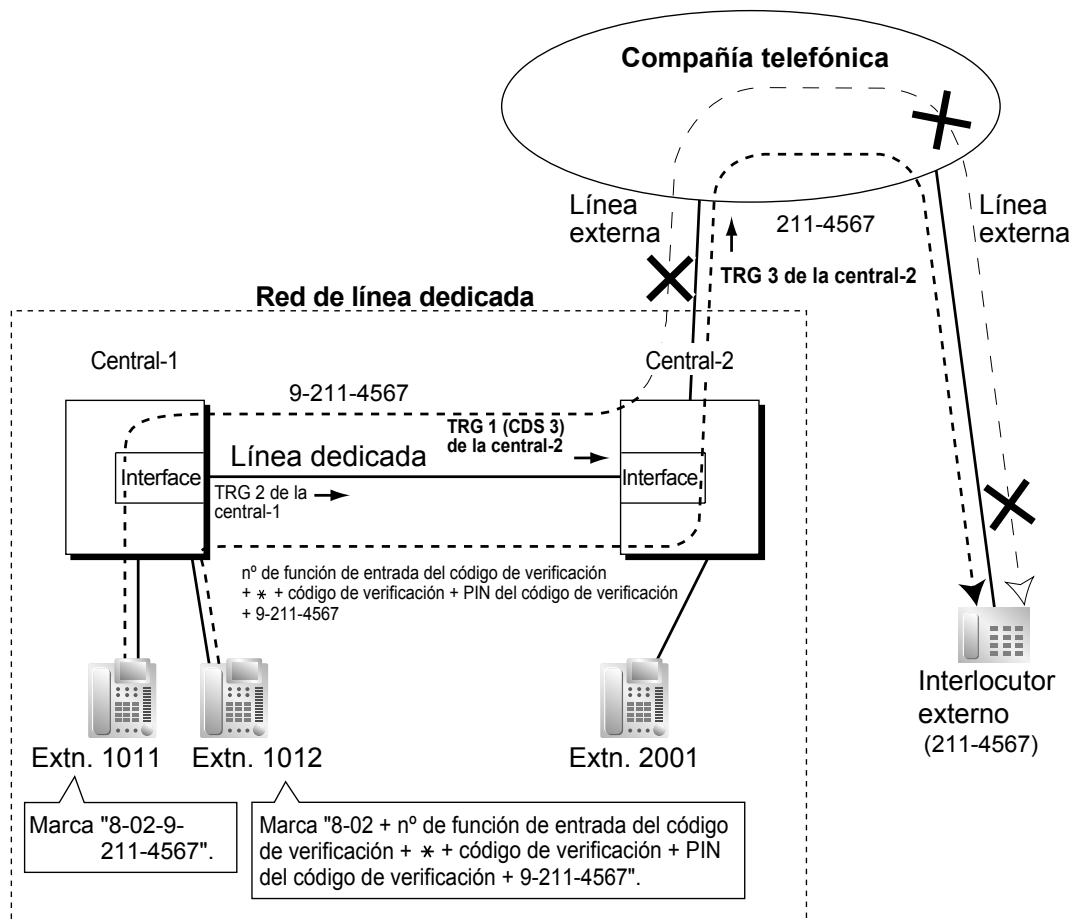 Compañía telefónica
Línea
externa
211-4567
Línea
externa
TRG 3 de la central-2
Red de línea dedicada
Central-1
Central-2
9-211-4567
TRG 1 (CDS 3)
de la central-2
Línea dedicada
Interface
Interface
TRG 2 de la
central-1
nº de función de entrada del código de verificación
+ * + código de verificación + PIN del código de verificación
+ 9-211-4567
Extn. 1011
Extn. 1012
Extn. 2001
Interlocutor
externo
(211-4567)
Marca "8-02-9-
211-4567".
Marca "8-02 + nº de función de entrada del código
de verificación + * + código de verificación + PIN
del código de verificación + 9-211-4567".